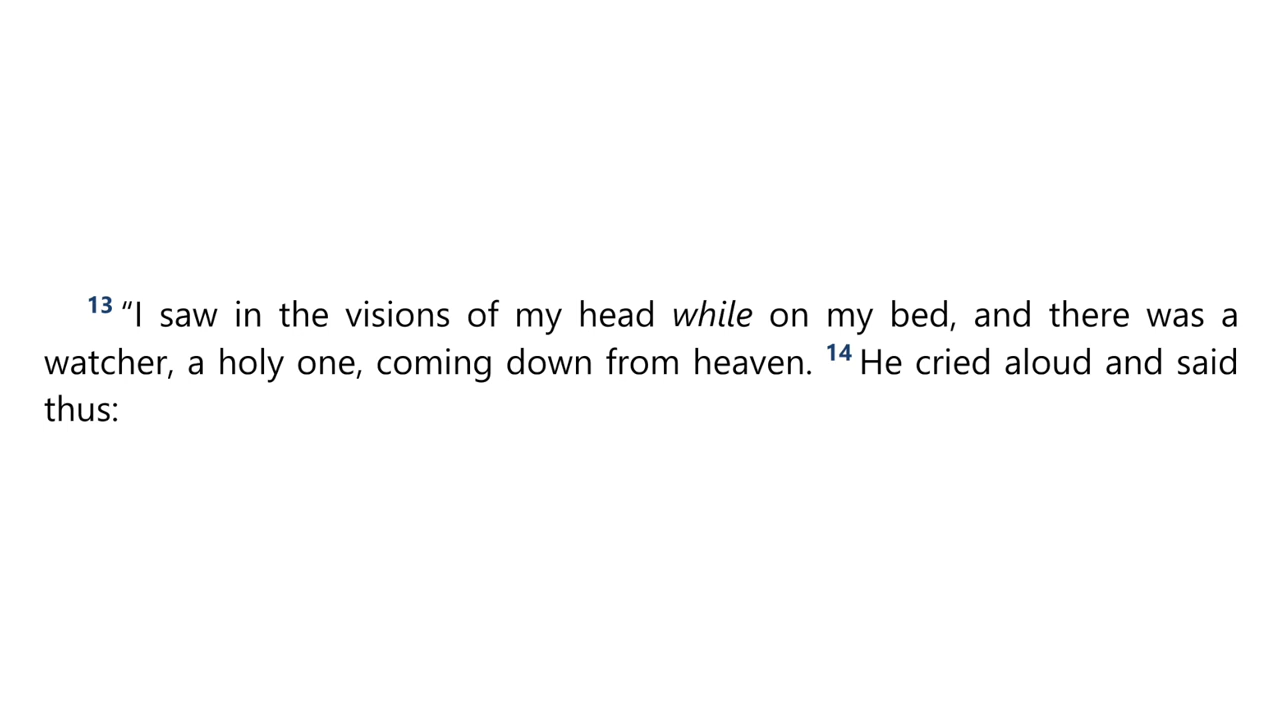 13 “I saw in the visions of my head while on my bed, and there was a
watcher, a holy one, coming down from heaven. 14 He cried aloud and said
thus: